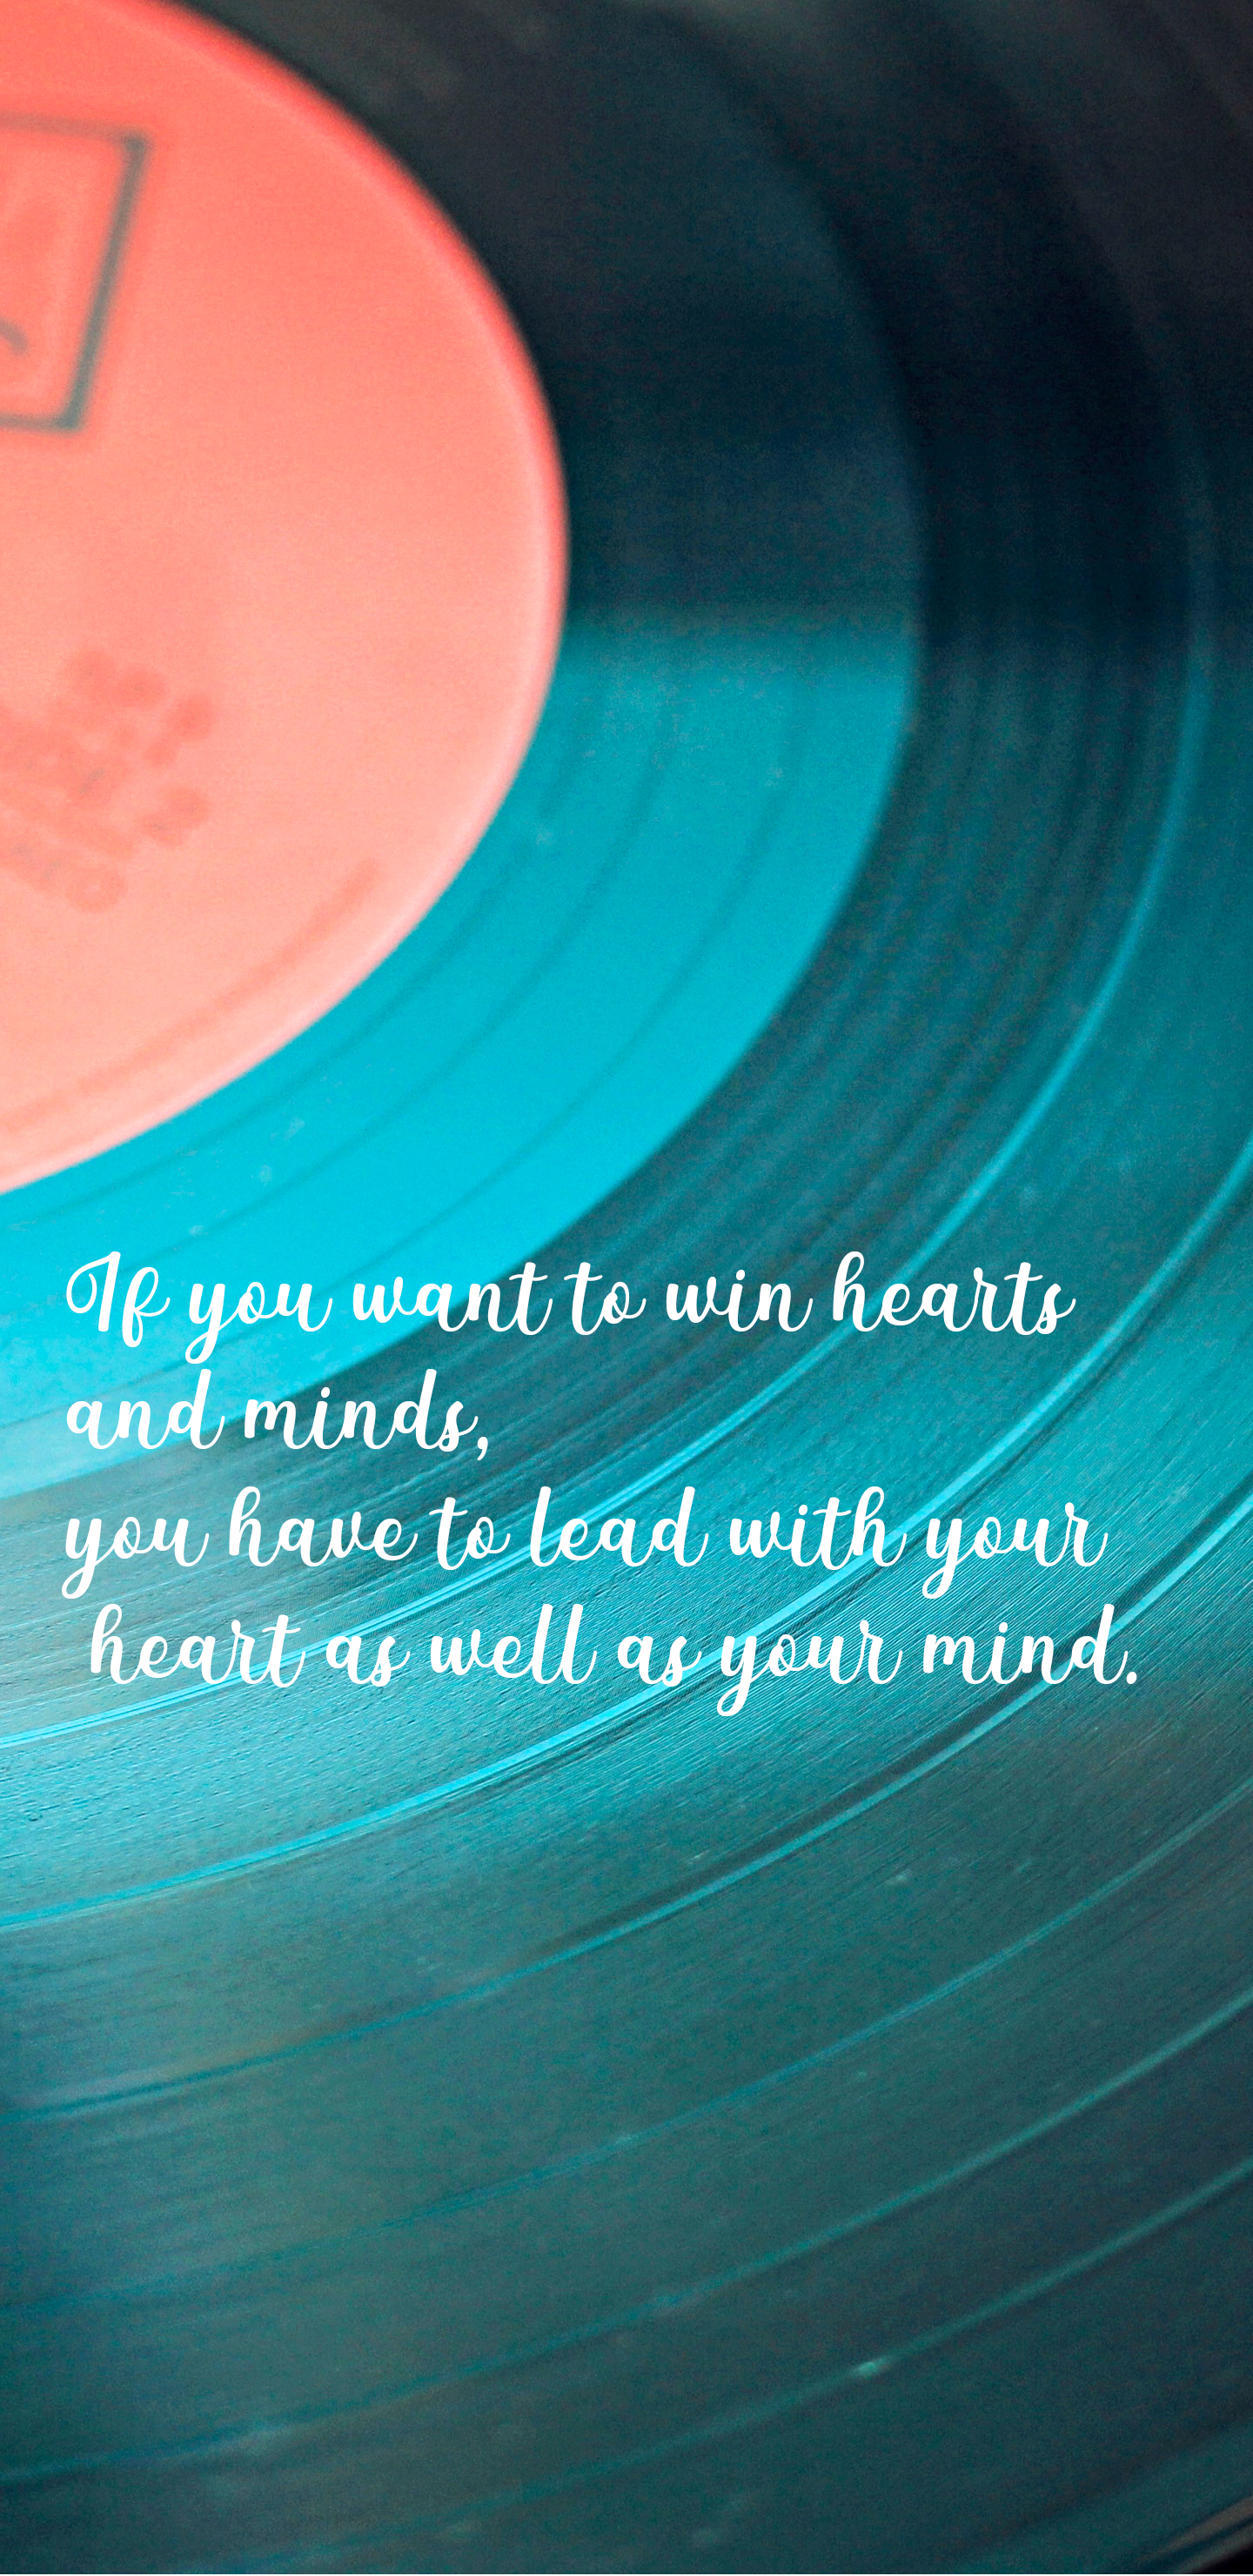 If you want to win hearts
and minds,
you have to lead with your
heart as well as your mind.